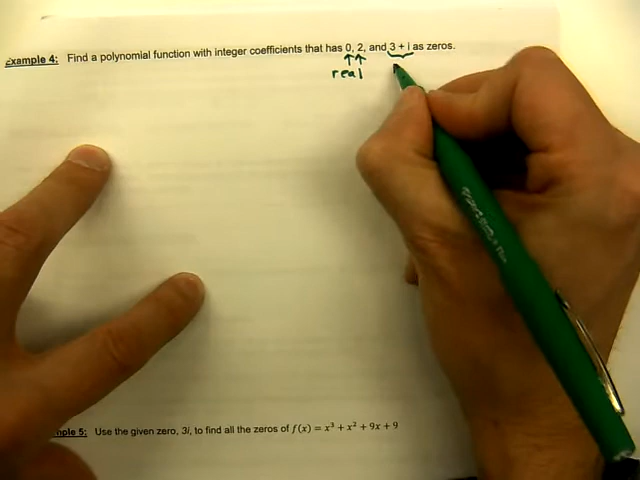 Example 4: Find a polynomial function with integer coefficients that has 0, 2, and 3 + i as zeros.
real
ple 5: Use the given zero, 3i, to find all the zeros of f(x) = x³ + x² + 9x + 9